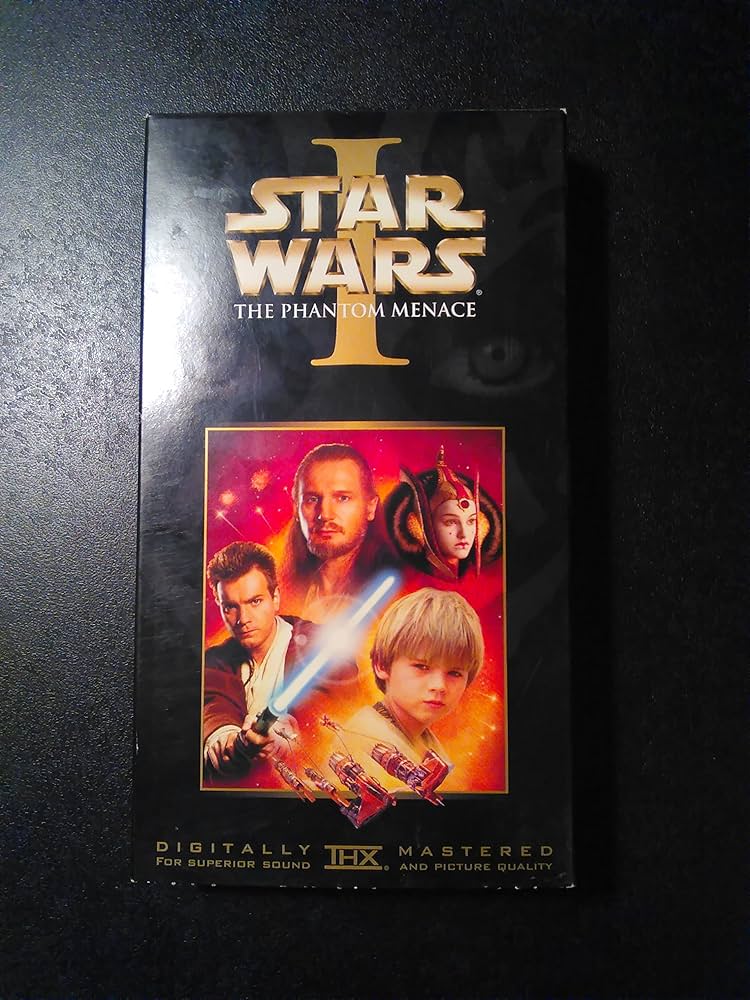 I
STAR
WARS®
THE PHANTOM MENACE
DIGITALLY THX® MASTERED
FOR SUPERIOR SOUND AND PICTURE QUALITY